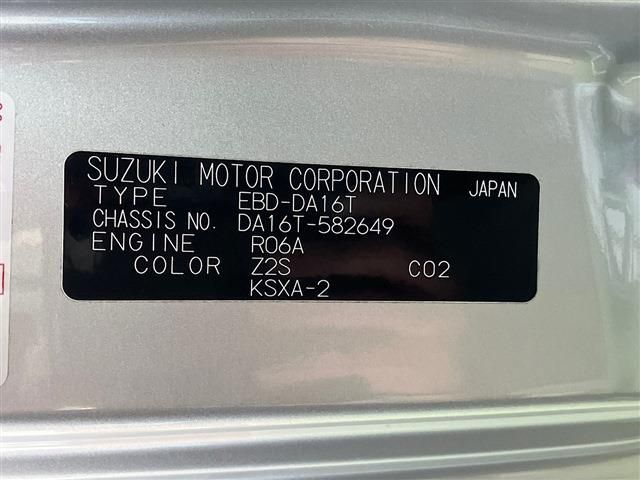 SUZUKI MOTOR CORPORATION JAPAN
TYPE EBD-DA16T
CHASSIS NO. DA16T-582649
ENGINE R06A
COLOR Z2S C02
KSXA-2